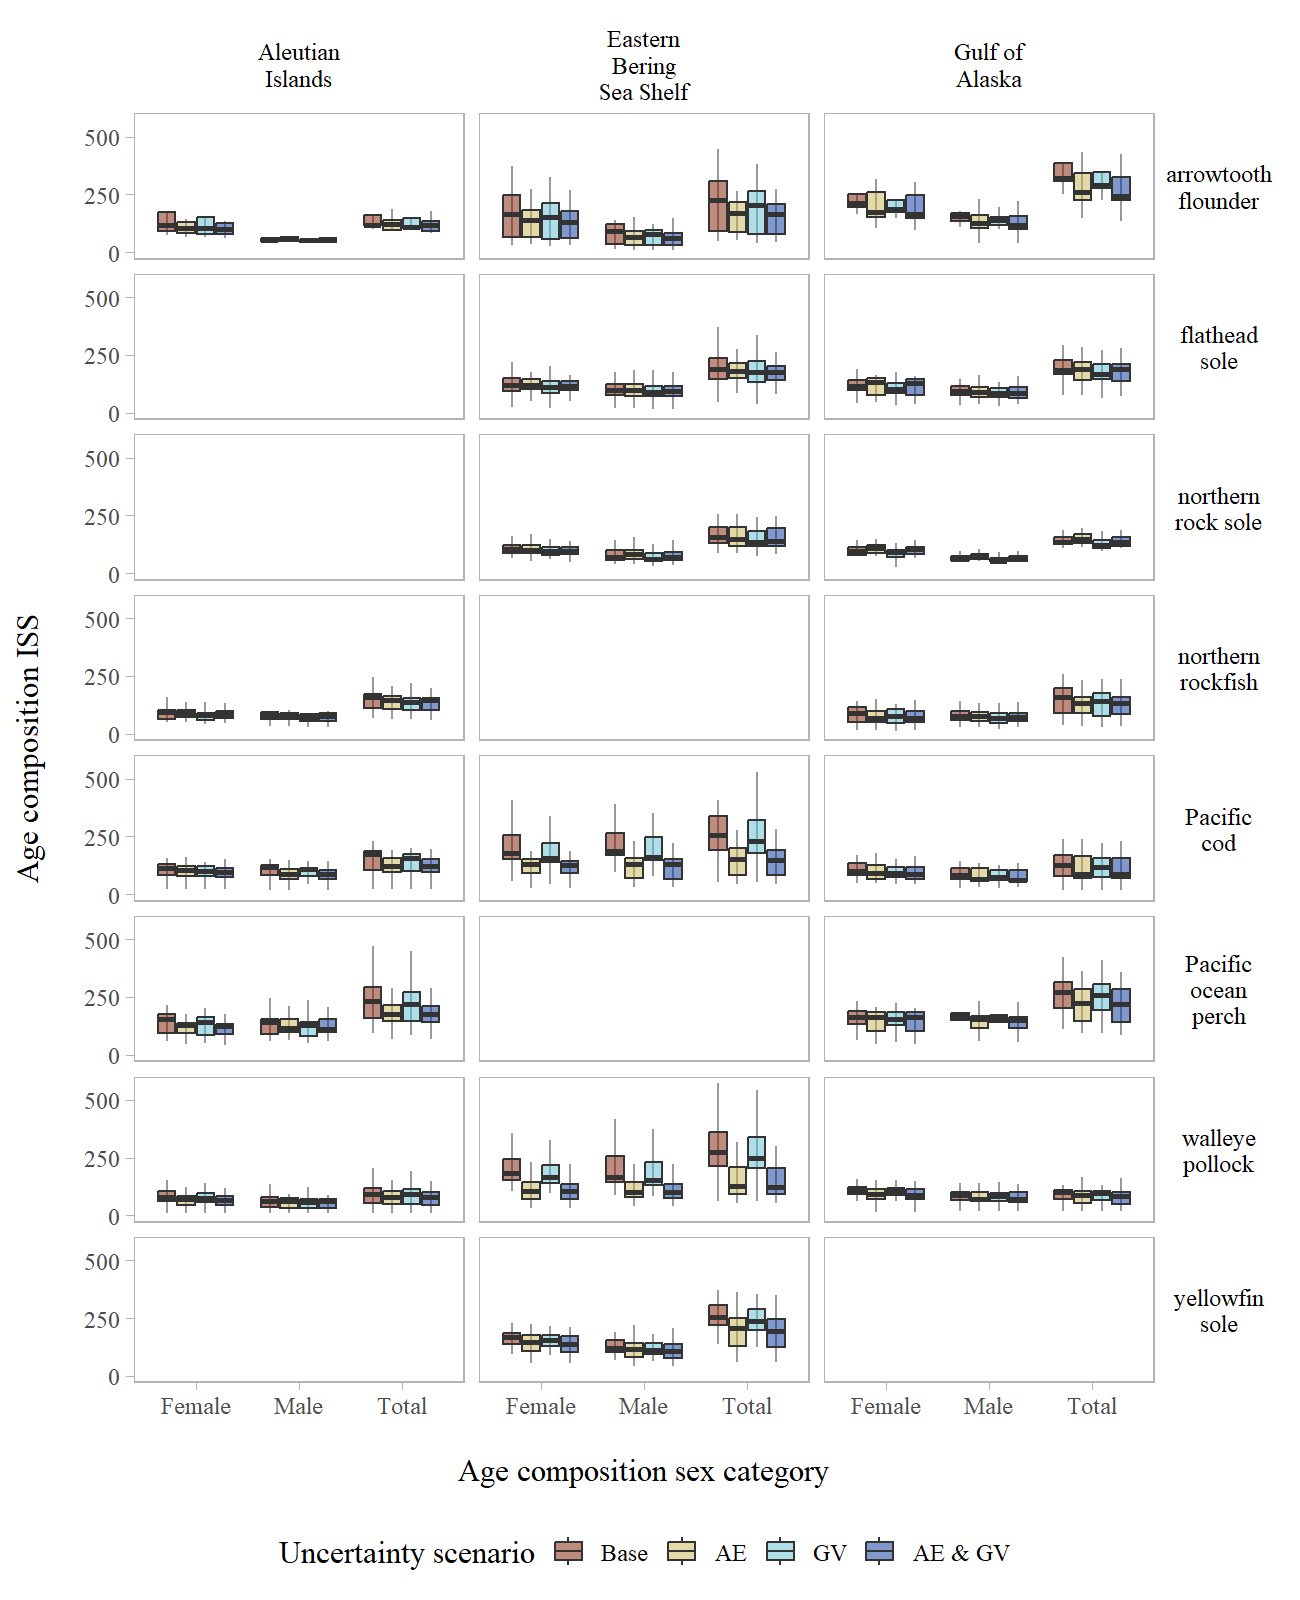 Aleutian
Islands
Eastern
Bering
Sea Shelf
Gulf of
Alaska
500
250
0
arrowtooth
flounder
500
250
0
flathead
sole
500
250
0
northern
rock sole
500
250
0
northern
rockfish
500
250
0
Pacific
cod
500
250
0
Pacific
ocean
perch
500
250
0
walleye
pollock
500
250
0
yellowfin
sole
Age composition ISS
Female Male Total Female Male Total Female Male Total
Age composition sex category
Uncertainty scenario Base AE GV AE & GV